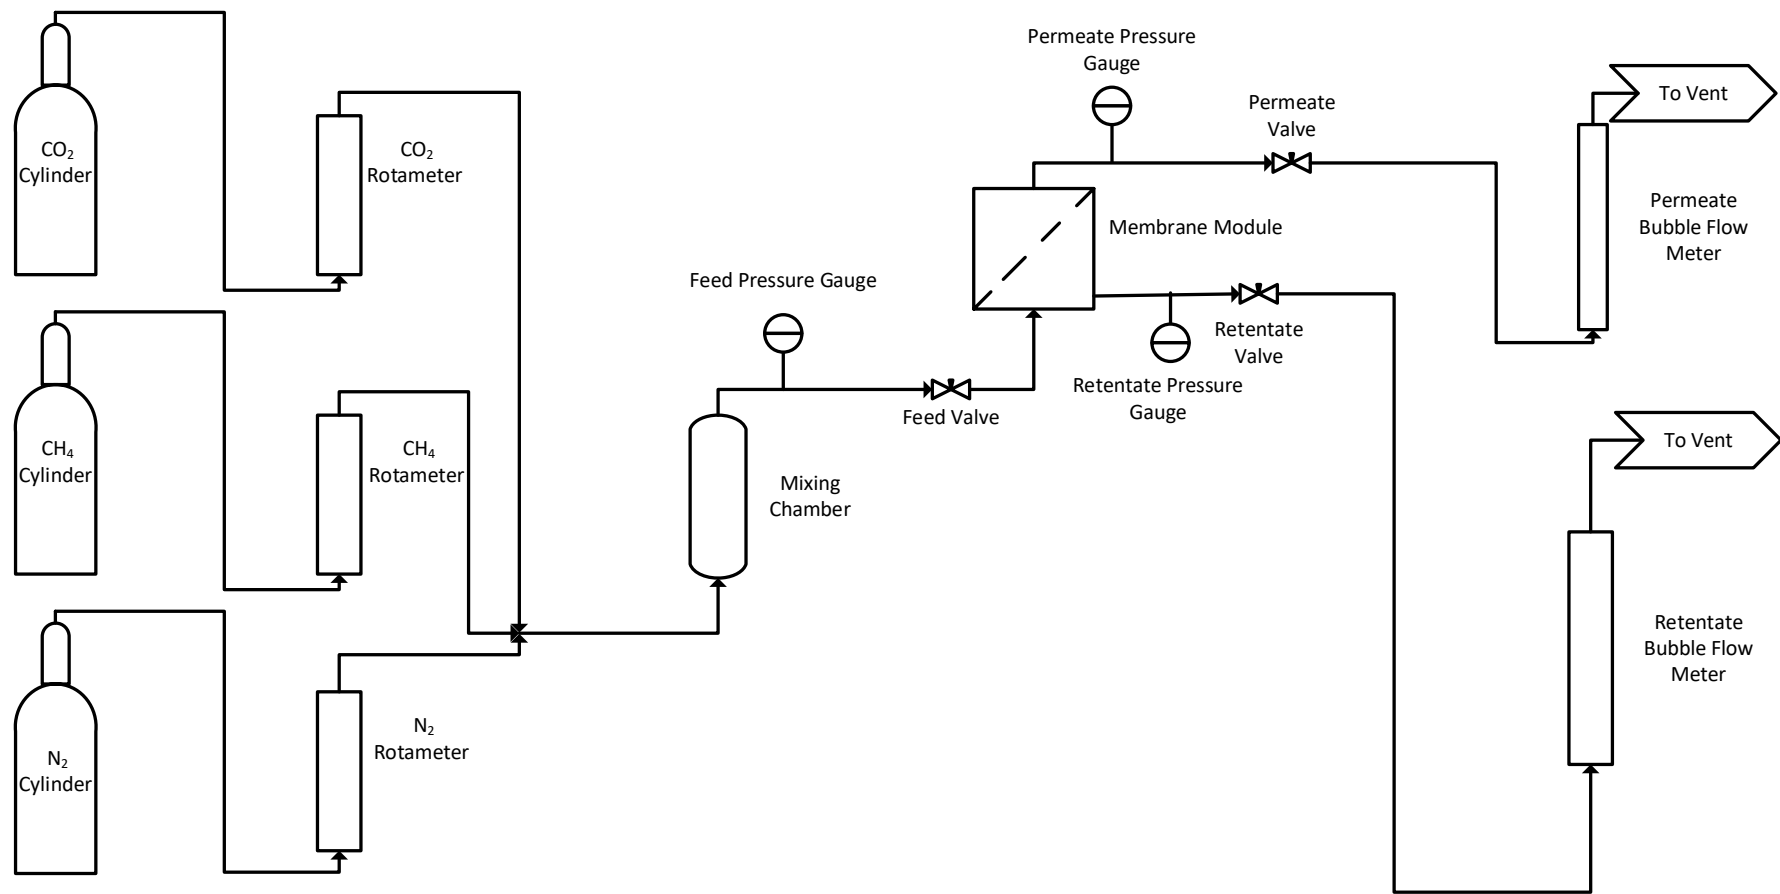 CO₂
Cylinder
CO₂
Rotameter
CH₄
Cylinder
CH₄
Rotameter
N₂
Cylinder
N₂
Rotameter
Mixing
Chamber
Feed Pressure Gauge
Feed Valve
Membrane Module
Permeate Pressure
Gauge
Permeate
Valve
Retentate
Valve
Retentate Pressure
Gauge
To Vent
Permeate
Bubble Flow
Meter
To Vent
Retentate
Bubble Flow
Meter